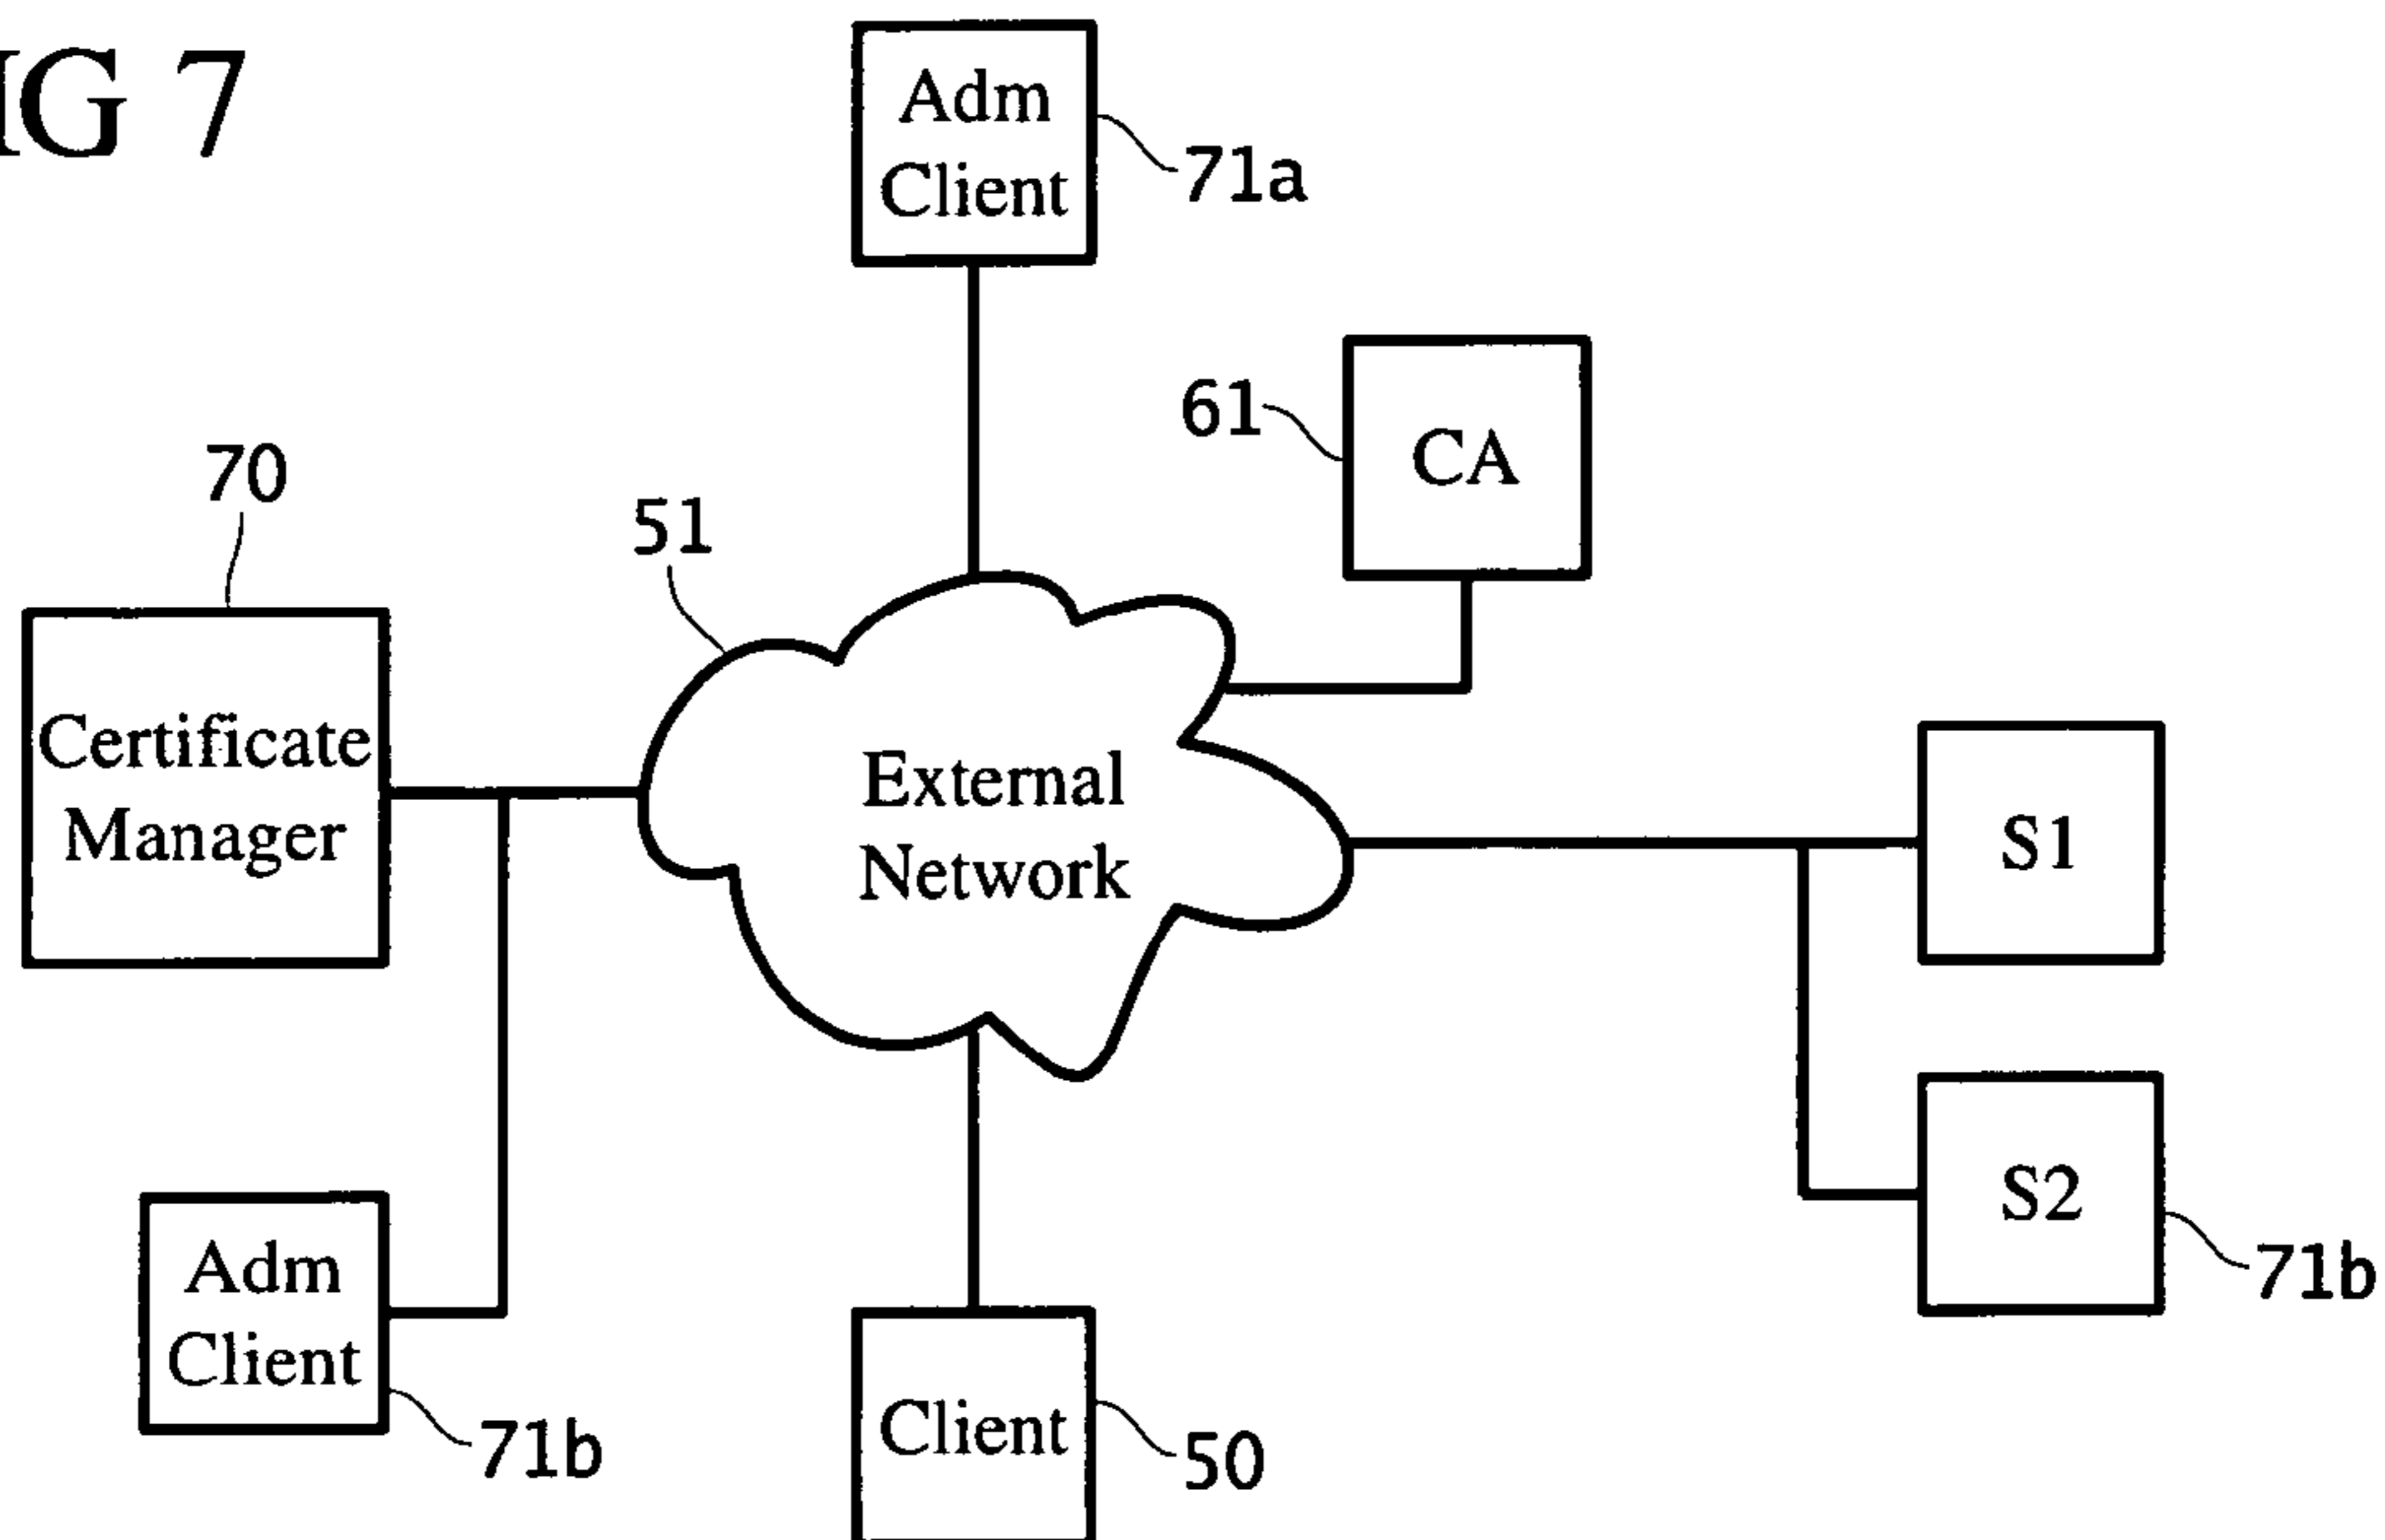 IG 7
Adm
Client
71a
61
CA
70
51
Certificate
Manager
External
Network
S1
S2
71b
Adm
Client
71b
Client
50